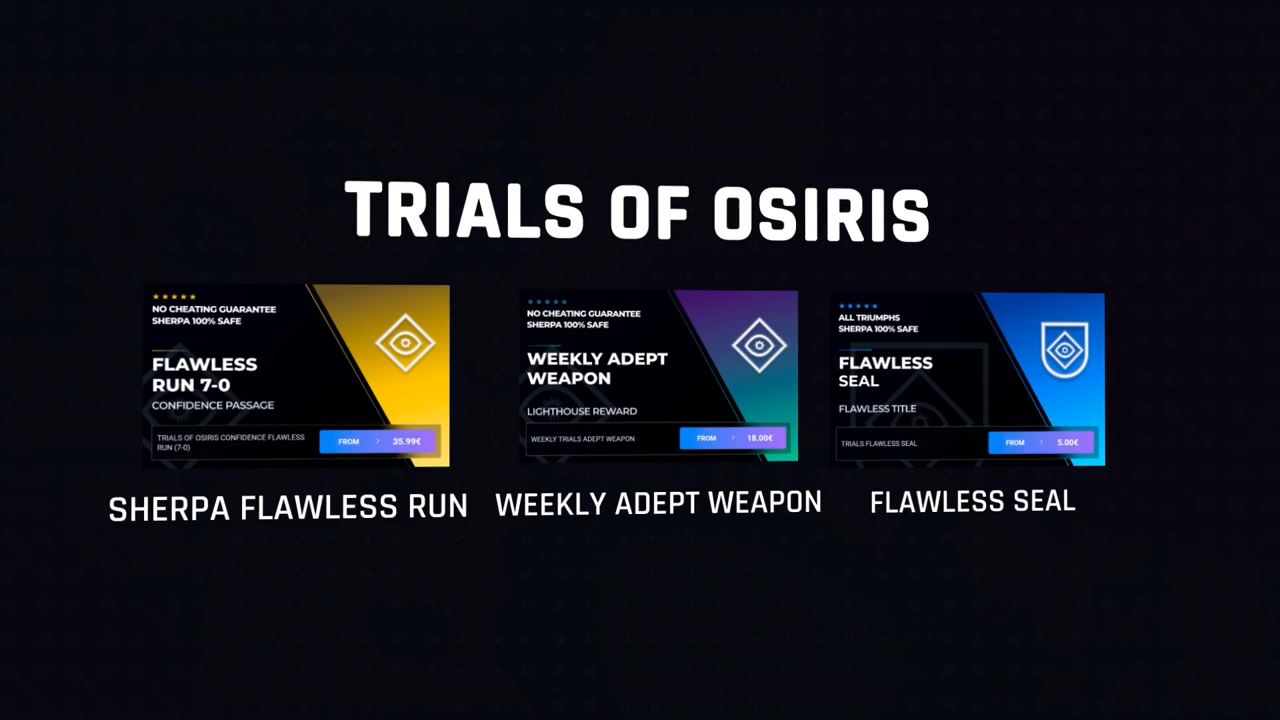 TRIALS OF OSIRIS
NO CHEATING GUARANTEE
SHERPA 100% SAFE
FLAWLESS
RUN 7-0
CONFIDENCE PASSAGE
TRIALS OF OSIRIS CONFIDENCE FLAWLESS
RUN (7-0)
FROM > 35.99€
SHERPA FLAWLESS RUN
NO CHEATING GUARANTEE
SHERPA 100% SAFE
WEEKLY ADEPT
WEAPON
LIGHTHOUSE REWARD
WEEKLY TRIALS ADEPT WEAPON
FROM > 18.00€
WEEKLY ADEPT WEAPON
ALL TRIUMPHS
SHERPA 100% SAFE
FLAWLESS
SEAL
FLAWLESS TITLE
TRIALS FLAWLESS SEAL
FROM > 5.00€
FLAWLESS SEAL